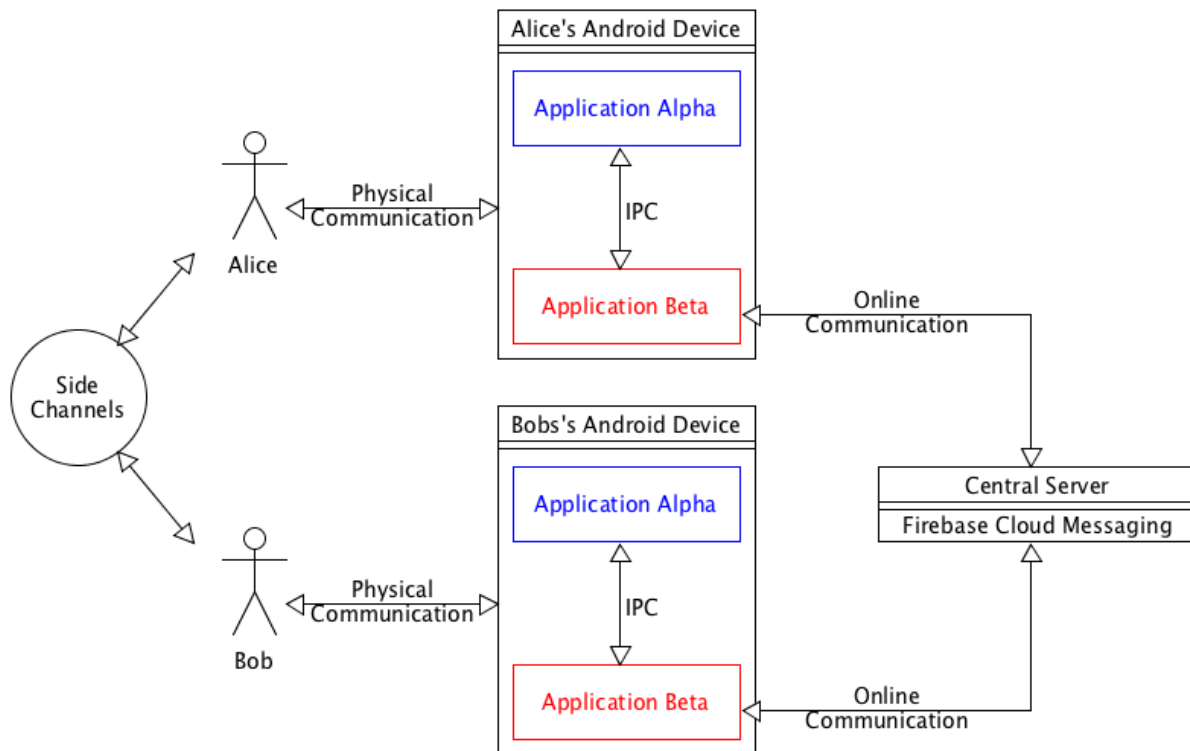 Alice's Android Device
Application Alpha
Physical
Communication
IPC
Alice
Application Beta
Online
Communication
Side
Channels
Bobs's Android Device
Application Alpha
Central Server
Firebase Cloud Messaging
Physical
Communication
IPC
Bob
Application Beta
Online
Communication